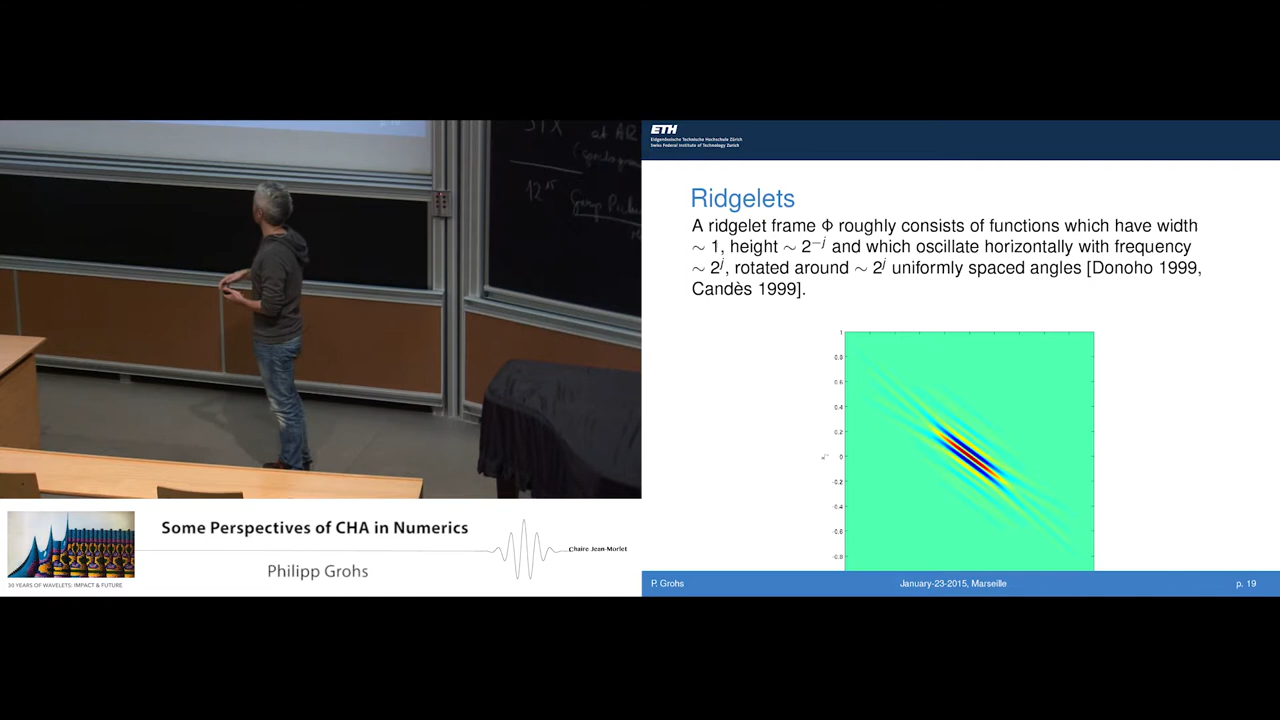 at AR
12
ETH
Eidgenössische Technische Hochschule Zürich
Swiss Federal Institute of Technology Zurich
Ridgelets
A ridgelet frame Φ roughly consists of functions which have width
∼ 1, height ∼ 2^{−j} and which oscillate horizontally with frequency
∼ 2^j, rotated around ∼ 2^j uniformly spaced angles [Donoho 1999,
Candès 1999].
1
0.8
0.6
0.4
0.2
0
-0.2
-0.4
-0.6
-0.8
P. Grohs
January-23-2015, Marseille
p. 19
Some Perspectives of CHA in Numerics
Chaire Jean-Morlet
Philipp Grohs
30 YEARS OF WAVELETS: IMPACT & FUTURE